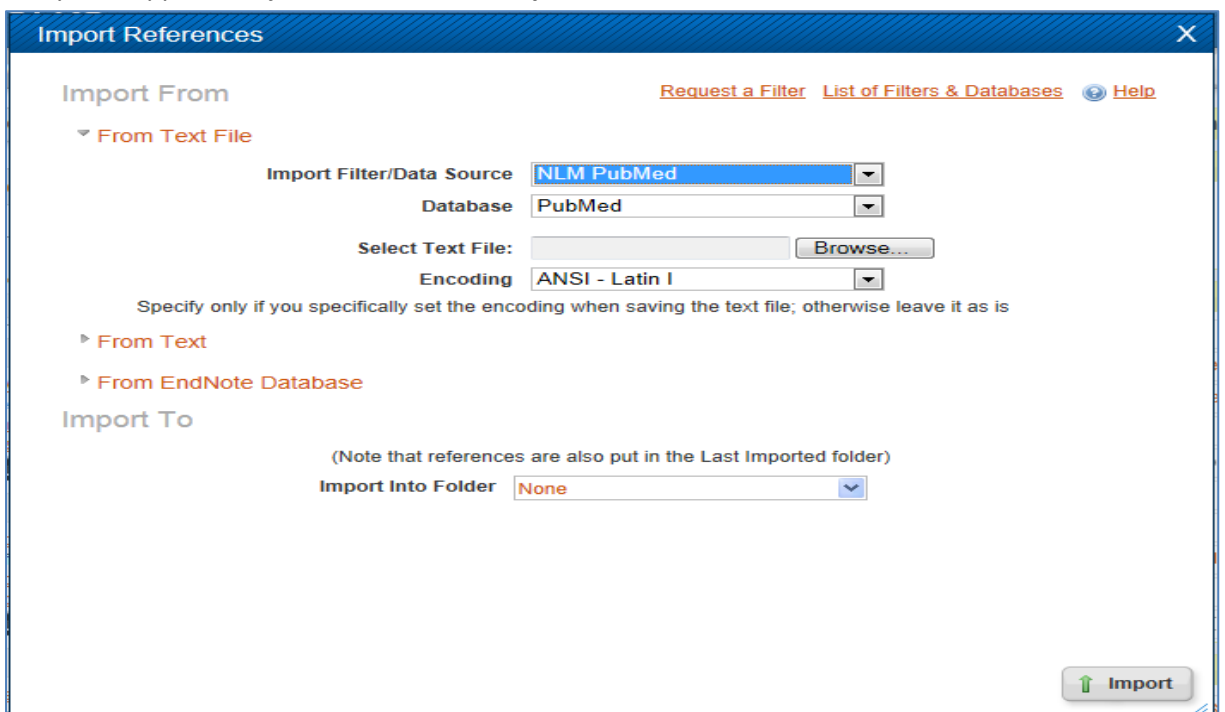 Import References X
Import From Request a Filter List of Filters & Databases Help
From Text File
Import Filter/Data Source NLM PubMed
Database PubMed
Select Text File: Browse...
Encoding ANSI - Latin I
Specify only if you specifically set the encoding when saving the text file; otherwise leave it as is
From Text
From EndNote Database
Import To
(Note that references are also put in the Last Imported folder)
Import Into Folder None
Import